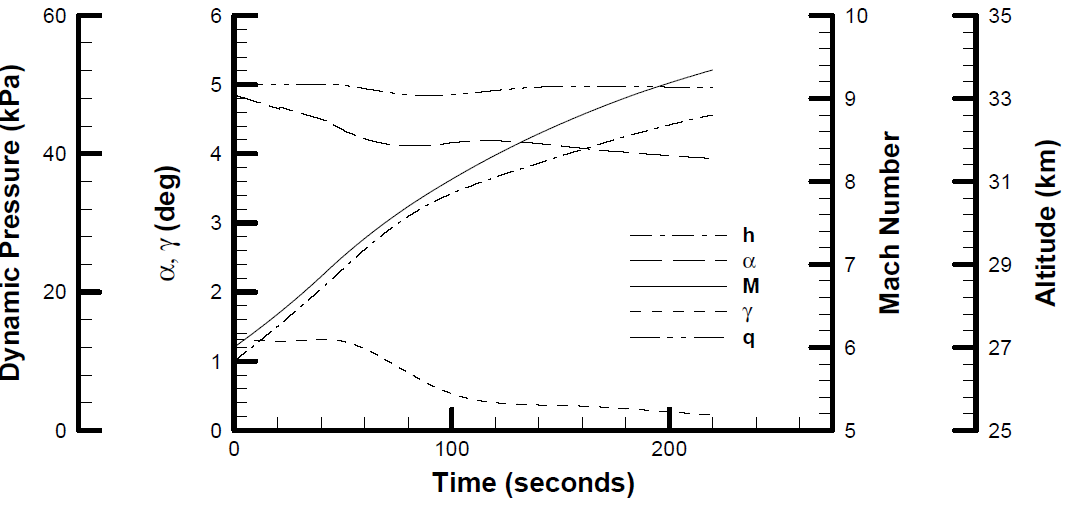 Dynamic Pressure (kPa)
60
40
20
0
α, γ (deg)
6
5
4
3
2
1
0
h
α
M
γ
q
Mach Number
10
9
8
7
6
5
Altitude (km)
35
33
31
29
27
25
0
100
200
Time (seconds)